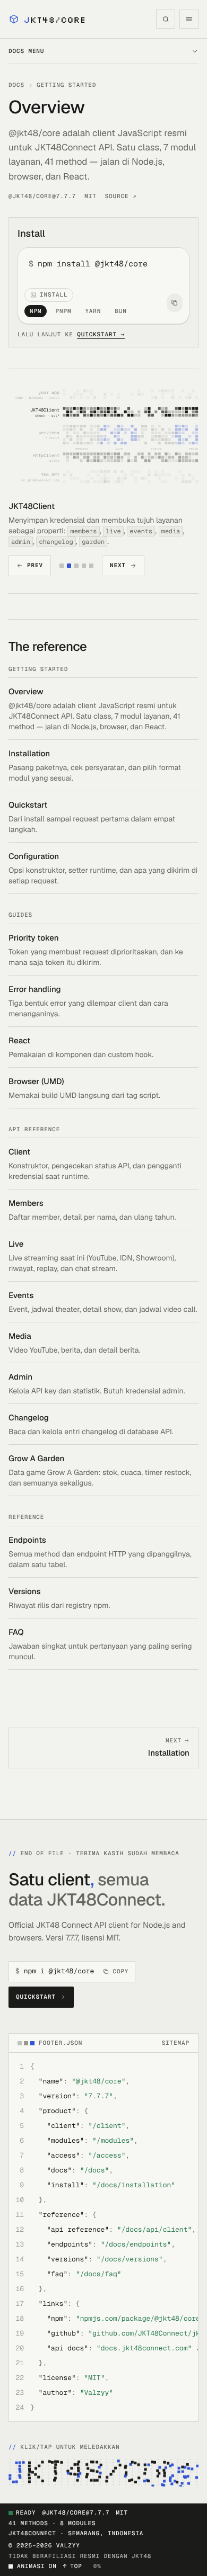 JKT48/CORE
DOCS MENU
DOCS › GETTING STARTED
Overview
@jkt48/core adalah client JavaScript resmi
untuk JKT48Connect API. Satu class, 7 modul
layanan, 41 method — jalan di Node.js,
browser, dan React.
@JKT48/CORE@7.7.7 MIT SOURCE ↗
Install
$ npm install @jkt48/core
INSTALL
NPM PNPM YARN BUN
LALU LANJUT KE QUICKSTART →
JKT48Client
JKT48Client
Menyimpan kredensial dan membuka tujuh layanan
sebagai properti: members, live, events, media,
admin, changelog, garden.
← PREV
NEXT →
The reference
GETTING STARTED
Overview
@jkt48/core adalah client JavaScript resmi untuk
JKT48Connect API. Satu class, 7 modul layanan, 41
method — jalan di Node.js, browser, dan React.
Installation
Pasang paketnya, cek persyaratan, dan pilih format
modul yang sesuai.
Quickstart
Dari install sampai request pertama dalam empat
langkah.
Configuration
Opsi konstruktor, setter runtime, dan apa yang dikirim di
setiap request.
GUIDES
Priority token
Token yang membuat request diprioritaskan, dan ke
mana saja token itu dikirim.
Error handling
Tiga bentuk error yang dilempar client dan cara
menanganinya.
React
Pemakaian di komponen dan custom hook.
Browser (UMD)
Memakai build UMD langsung dari tag script.
API REFERENCE
Client
Konstruktor, pengecekan status API, dan pengganti
kredensial saat runtime.
Members
Daftar member, detail per nama, dan ulang tahun.
Live
Live streaming saat ini (YouTube, IDN, Showroom),
riwayat, replay, dan chat stream.
Events
Event, jadwal theater, detail show, dan jadwal video call.
Media
Video YouTube, berita, dan detail berita.
Admin
Kelola API key dan statistik. Butuh kredensial admin.
Changelog
Baca dan kelola entri changelog di database API.
Grow A Garden
Data game Grow A Garden: stok, cuaca, timer restock,
dan semuanya sekaligus.
REFERENCE
Endpoints
Semua method dan endpoint HTTP yang dipanggilnya,
dalam satu tabel.
Versions
Riwayat rilis dari registry npm.
FAQ
Jawaban singkat untuk pertanyaan yang paling sering
muncul.
NEXT →
Installation
// END OF FILE · TERIMA KASIH SUDAH MEMBACA
Satu client, semua
data JKT48Connect.
Official JKT48 Connect API client for Node.js and
browsers. Versi 7.7.7, lisensi MIT.
$ npm i @jkt48/core COPY
QUICKSTART ›
FOOTER.JSON SITEMAP
1 {
2 "name": "@jkt48/core",
3 "version": "7.7.7",
4 "product": {
5 "client": "/client",
6 "modules": "/modules",
7 "access": "/access",
8 "docs": "/docs",
9 "install": "/docs/installation"
10 },
11 "reference": {
12 "api reference": "/docs/api/client",
13 "endpoints": "/docs/endpoints",
14 "versions": "/docs/versions",
15 "faq": "/docs/faq"
16 },
17 "links": {
18 "npm": "npmjs.com/package/@jkt48/core
19 "github": "github.com/JKT48Connect/jk
20 "api docs": "docs.jkt48connect.com"
21 },
22 "license": "MIT",
23 "author": "Valzyy"
24 }
// KLIK/TAP UNTUK MELEDAKKAN
JKT48/CORE
READY @JKT48/CORE@7.7.7 MIT
41 METHODS · 8 MODULES
JKT48CONNECT · SEMARANG, INDONESIA
© 2025–2026 VALZYY
TIDAK BERAFILIASI RESMI DENGAN JKT48
ANIMASI ON ↑ TOP 0%